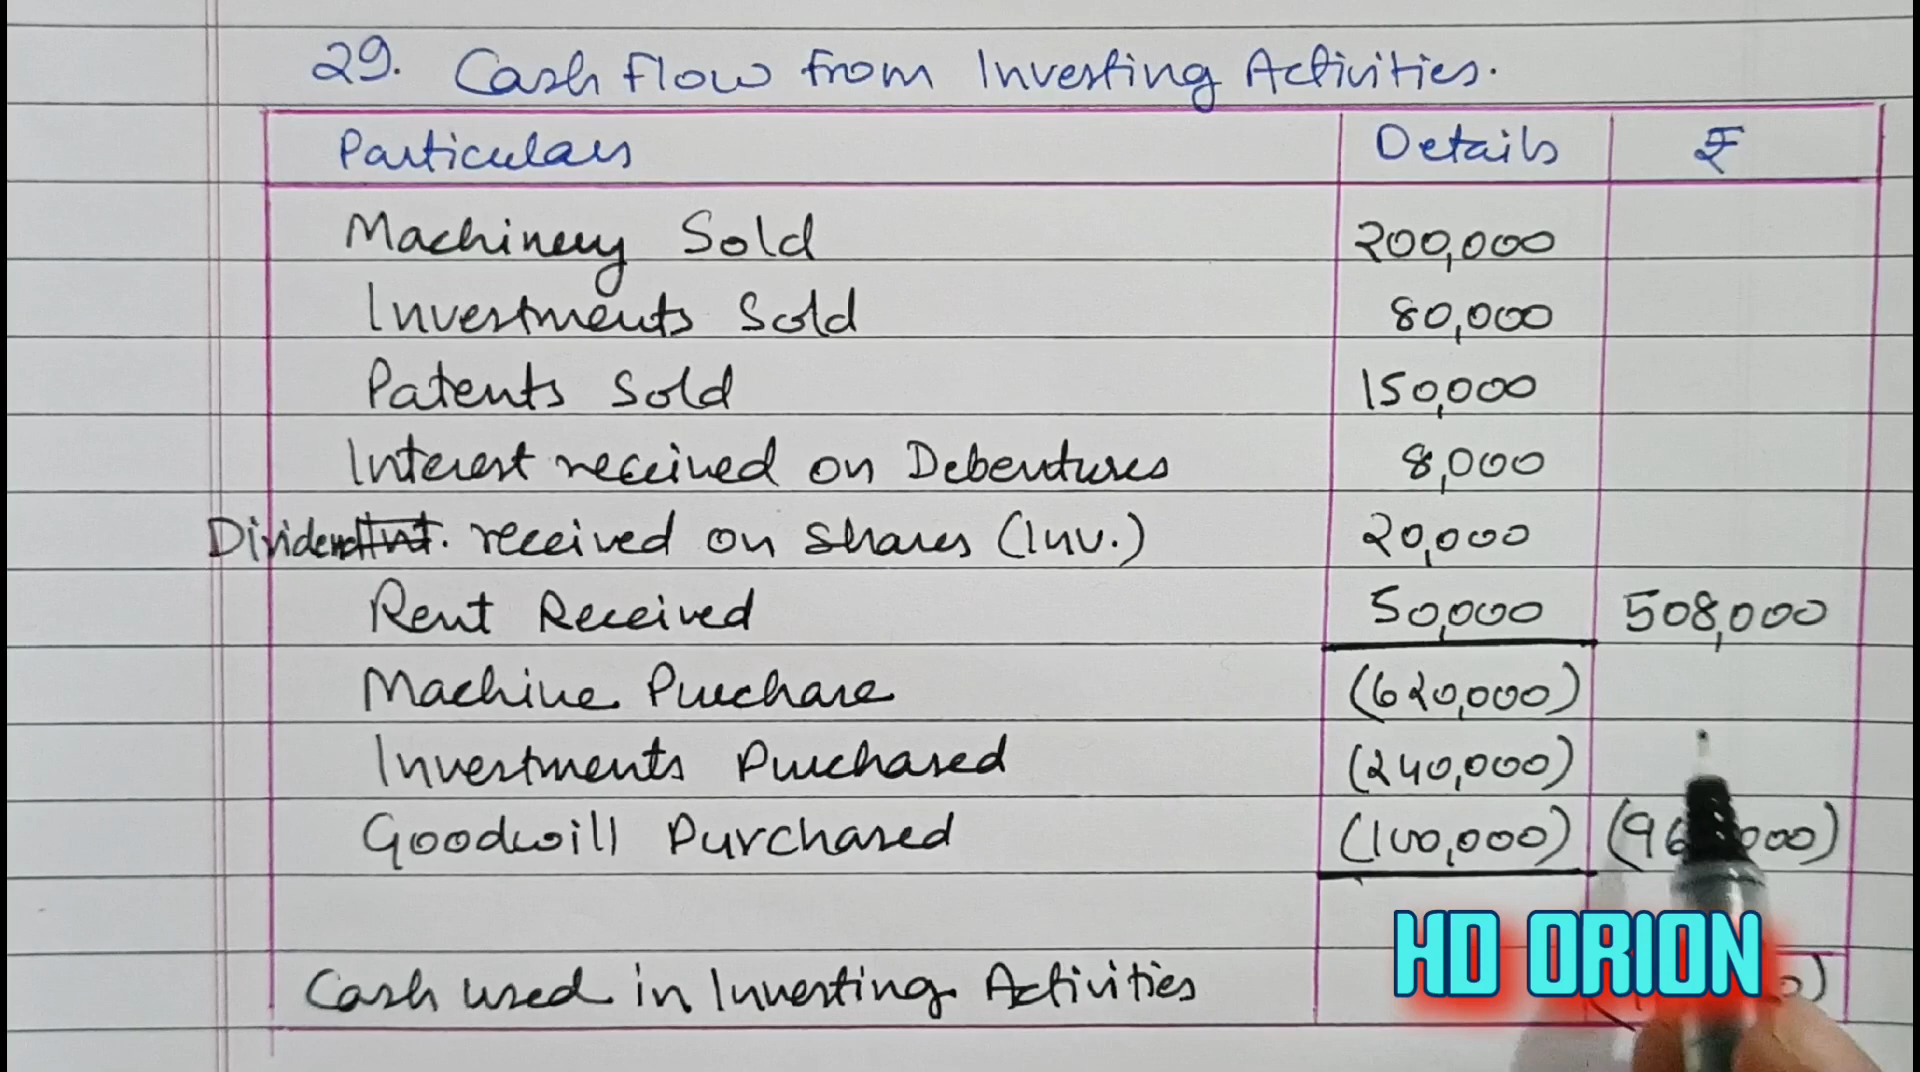 29. Cash flow from Investing Activities.
Particulars Details ₹
Machinery Sold 200,000
Investments Sold 80,000
Patents Sold 150,000
Interest received on Debentures 8,000
Dividend received on shares (Inv.) 20,000
Rent Received 50,000 508,000
Machine Purchase (620,000)
Investments Purchased (240,000)
Goodwill Purchased (100,000)
Cash used in Investing Activities
HD ORION